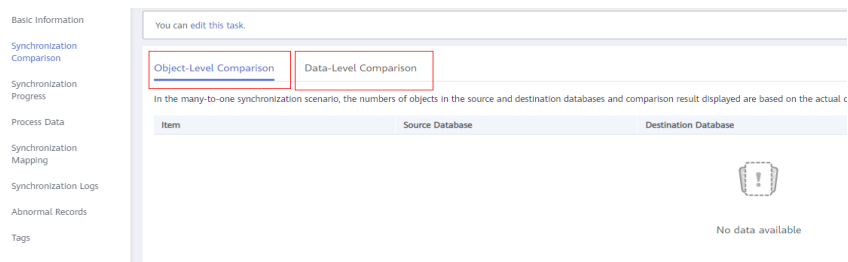 Basic Information
Synchronization
Comparison
Synchronization
Progress
Process Data
Synchronization
Mapping
Synchronization Logs
Abnormal Records
Tags
You can edit this task.
Object-Level Comparison Data-Level Comparison
In the many-to-one synchronization scenario, the numbers of objects in the source and destination databases and comparison result displayed are based on the actual
Item Source Database Destination Database
No data available